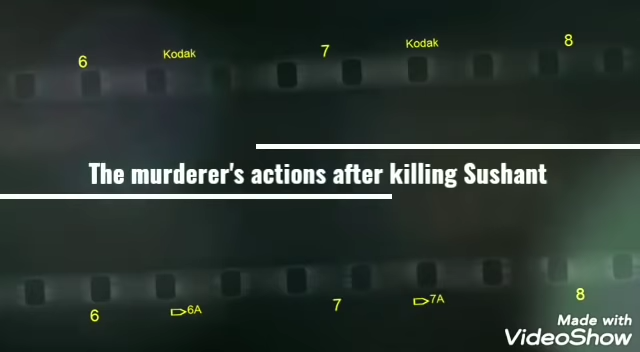 6 Kodak 7 Kodak 8
The murderer's actions after killing Sushant
6 6A 7 7A 8
Made with
VideoShow